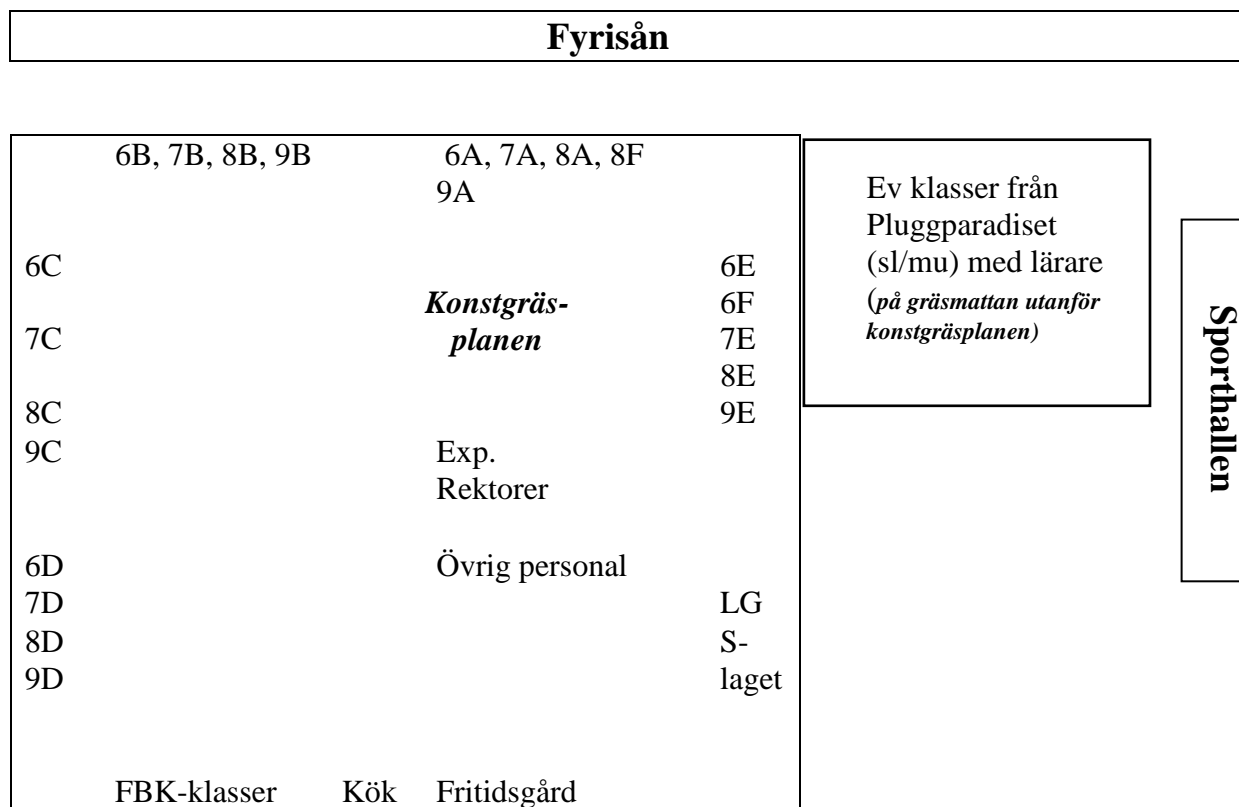 Fyrisån
6B, 7B, 8B, 9B 6A, 7A, 8A, 8F
9A
6C 6E
Konstgräs- 6F
7C planen 7E
8E
8C 9E
9C Exp.
Rektorer
6D Övrig personal
7D LG
8D S-
9D laget
FBK-klasser Kök Fritidsgård
Ev klasser från
Pluggparadiset
(sl/mu) med lärare
(på gräsmattan utanför
konstgräsplanen)
Sporthallen